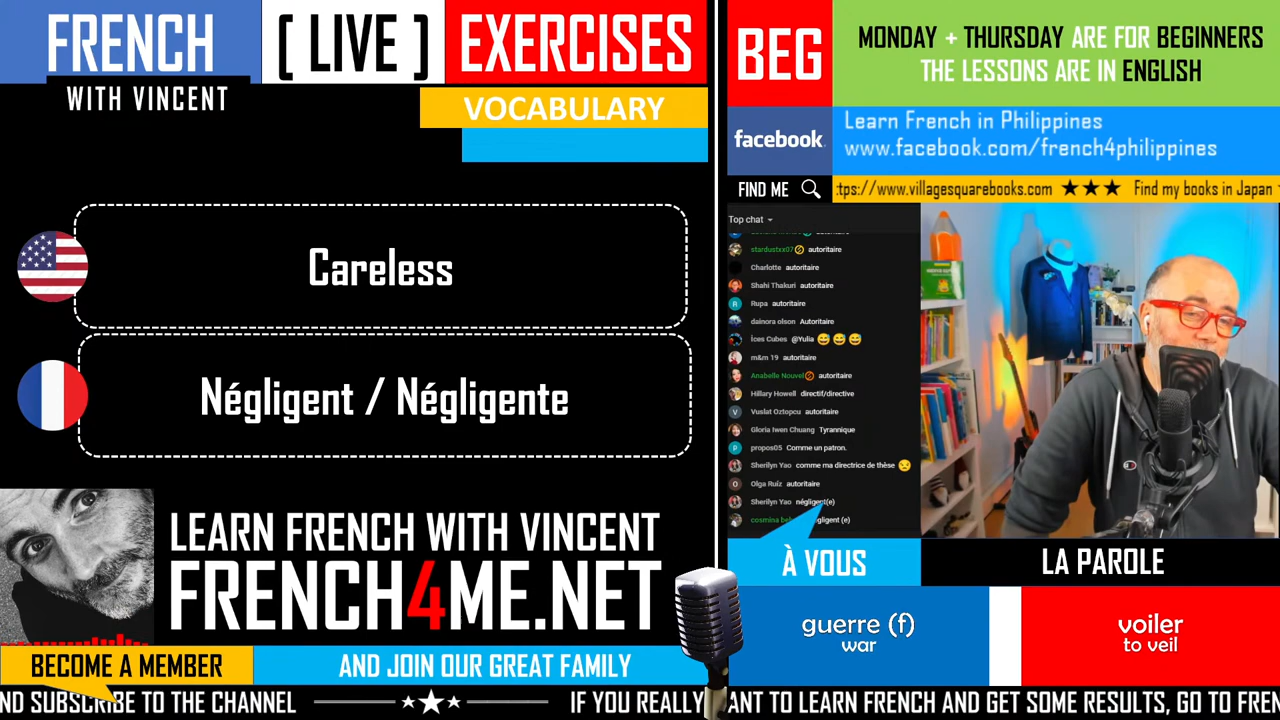 FRENCH
WITH VINCENT
[ LIVE ]
EXERCISES
VOCABULARY
Careless
Négligent / Négligente
LEARN FRENCH WITH VINCENT
FRENCH4ME.NET
BECOME A MEMBER
AND JOIN OUR GREAT FAMILY
BEG
MONDAY + THURSDAY ARE FOR BEGINNERS
THE LESSONS ARE IN ENGLISH
facebook.
Learn French in Philippines
www.facebook.com/french4philippines
FIND ME
:tps://www.villagesquarebooks.com ★★★ Find my books in Japan
Top chat
autoritaire
stardustxx07 autoritaire
Charlotte autoritaire
Shahi Thakuri autoritaire
Rupa autoritaire
dainora olson Autoritaire
İces Cubes @Yulia
m&m 19 autoritaire
Anabelle Nouvel autoritaire
Hillary Howell directif/directive
Vuslat Oztopcu autoritaire
Gloria Iwen Chuang Tyrannique
propos05 Comme un patron.
Sherilyn Yao comme ma directrice de thèse
Olga Ruíz autoritaire
Sherilyn Yao négligent(e)
cosmina gligent (e)
À VOUS
LA PAROLE
guerre (f)
war
voiler
to veil
ND SUBSCRIBE TO THE CHANNEL ★★★ IF YOU REALLY ANT TO LEARN FRENCH AND GET SOME RESULTS, GO TO FREN